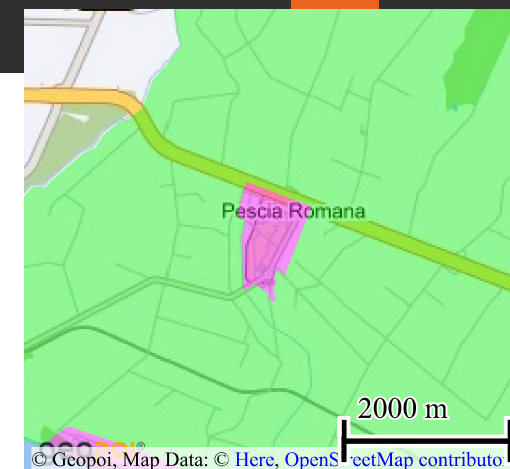 Pescia Romana
2000 m
© Geopoi, Map Data: © Here, OpenStreetMap contributo